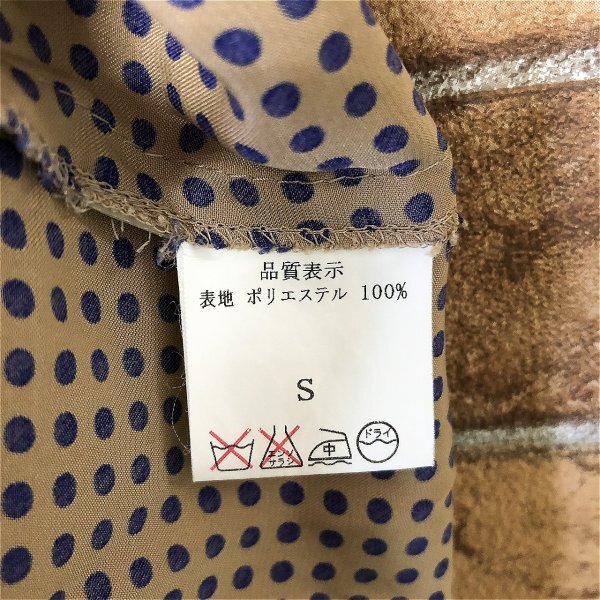 品質表示
表地 ポリエステル 100%
S
エンソ
サラシ
中
ドライ